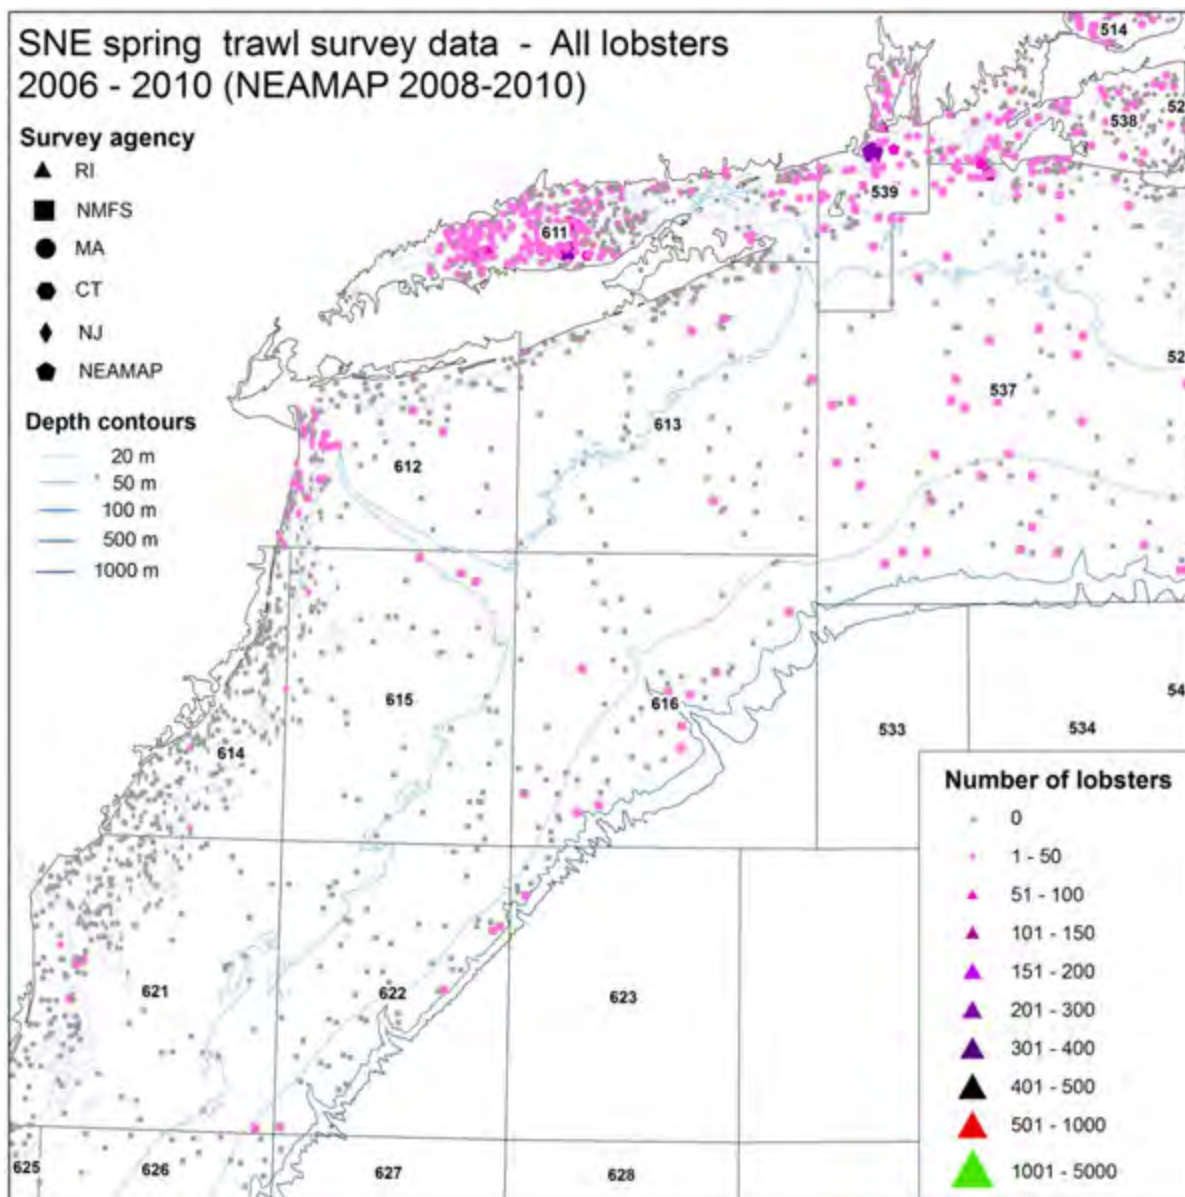 SNE spring trawl survey data - All lobsters
2006 - 2010 (NEAMAP 2008-2010)
Survey agency
RI
NMFS
MA
CT
NJ
NEAMAP
Depth contours
20 m
50 m
100 m
500 m
1000 m
514
538
52
539
611
52
537
613
612
615
616
614
533
534
54
621
622
623
625
626
627
628
Number of lobsters
0
1 - 50
51 - 100
101 - 150
151 - 200
201 - 300
301 - 400
401 - 500
501 - 1000
1001 - 5000